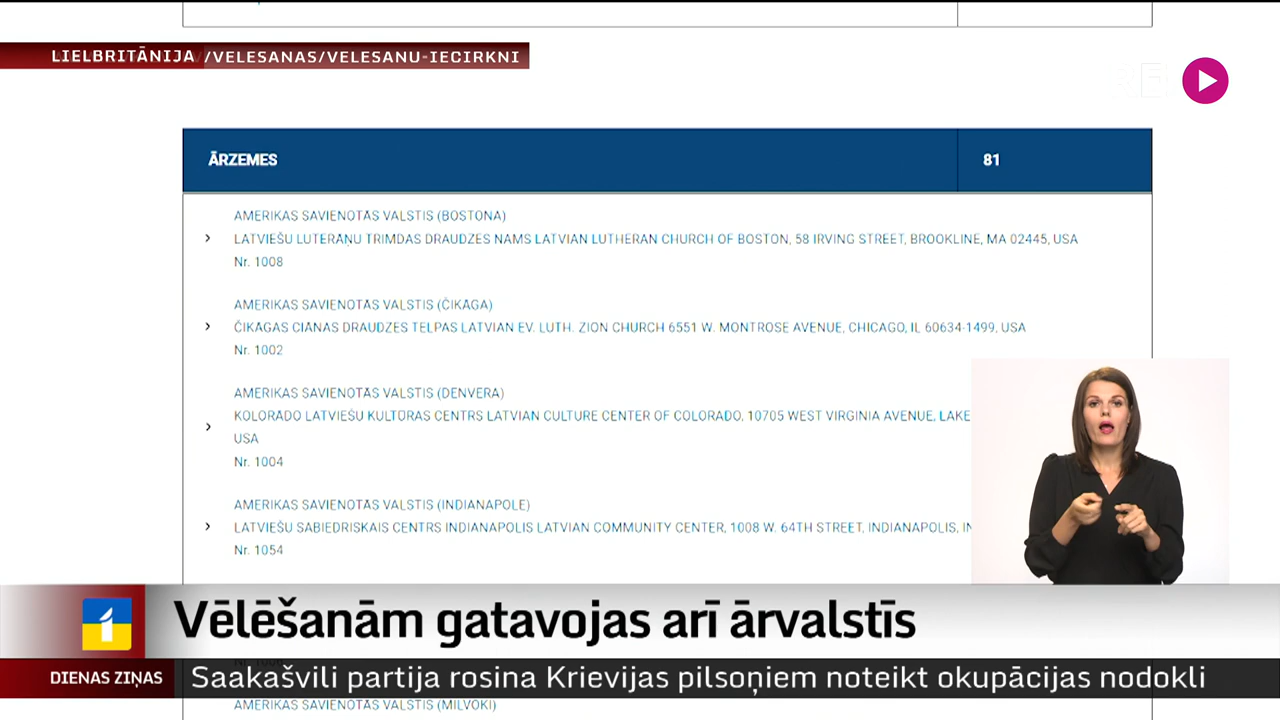 LIELBRITĀNIJA
/VELESANAS/VELESANU-IECIRKNI
ĀRZEMES
81
AMERIKAS SAVIENOTĀS VALSTIS (BOSTONA)
LATVIEŠU LUTERĀŅU TRIMDAS DRAUDZES NAMS LATVIAN LUTHERAN CHURCH OF BOSTON, 58 IRVING STREET, BROOKLINE, MA 02445, USA
Nr. 1008
AMERIKAS SAVIENOTĀS VALSTIS (ČIKĀGA)
ČIKĀGAS CIĀNAS DRAUDZES TELPAS LATVIAN EV. LUTH. ZION CHURCH 6551 W. MONTROSE AVENUE, CHICAGO, IL 60634-1499, USA
Nr. 1002
AMERIKAS SAVIENOTĀS VALSTIS (DENVERA)
KOLORĀDO LATVIEŠU KULTŪRAS CENTRS LATVIAN CULTURE CENTER OF COLORADO, 10705 WEST VIRGINIA AVENUE, LAKE
USA
Nr. 1004
AMERIKAS SAVIENOTĀS VALSTIS (INDIANAPOLE)
LATVIEŠU SABIEDRISKAIS CENTRS INDIANAPOLIS LATVIAN COMMUNITY CENTER, 1008 W. 64TH STREET, INDIANAPOLIS, IN
Nr. 1054
1
Vēlēšanām gatavojas arī ārvalstīs
DIENAS ZIŅAS
Saakašvili partija rosina Krievijas pilsoņiem noteikt okupācijas nodokli
AMERIKAS SAVIENOTĀS VALSTIS (MILVOKI)